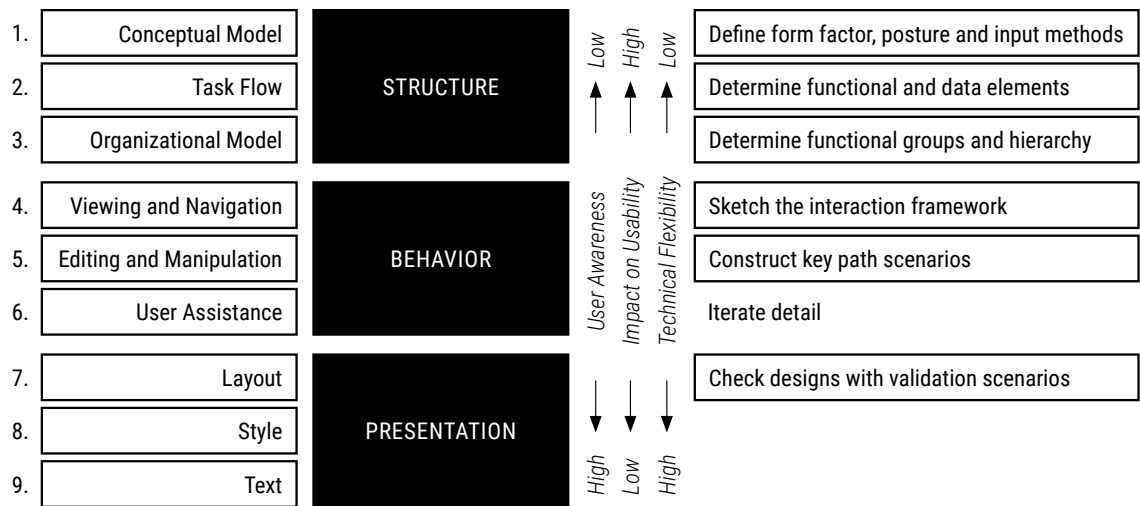 1. Conceptual Model
2. Task Flow
3. Organizational Model
4. Viewing and Navigation
5. Editing and Manipulation
6. User Assistance
7. Layout
8. Style
9. Text
STRUCTURE
BEHAVIOR
PRESENTATION
Low
User Awareness
High
High
Impact on Usability
Low
Low
Technical Flexibility
High
Define form factor, posture and input methods
Determine functional and data elements
Determine functional groups and hierarchy
Sketch the interaction framework
Construct key path scenarios
Iterate detail
Check designs with validation scenarios